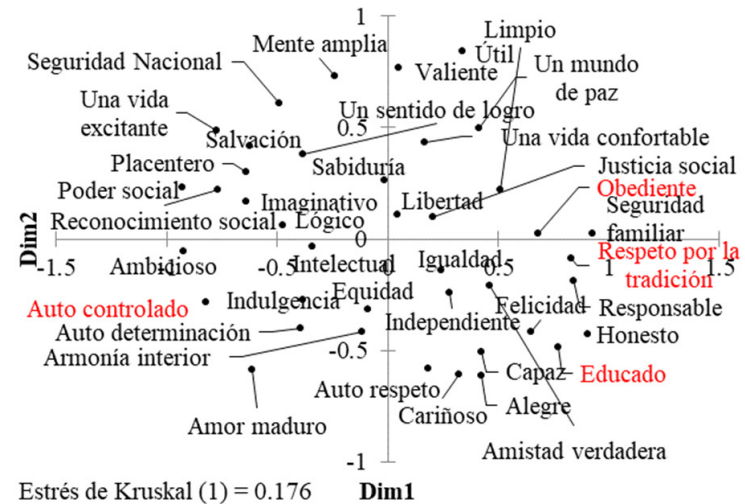 1
Limpio
Mente amplia
Útil
Seguridad Nacional
Valiente
Un mundo
de paz
Una vida
excitante
Un sentido de logro
0.5
Salvación
Una vida confortable
Placentero
Sabiduría
Justicia social
Poder social
Obediente
Imaginativo
Libertad
Seguridad
familiar
Reconocimiento social
Lógico
Dim2
0
-1.5
-1
-0.5
0.5
1
1.5
Respeto por la
tradición
Ambicioso
Intelectual
Igualdad
Auto controlado
Indulgencia
Equidad
Felicidad
Responsable
Independiente
Auto determinación
Honesto
Armonía interior
-0.5
Capaz
Educado
Auto respeto
Cariñoso
Alegre
Amor maduro
Amistad verdadera
-1
Estrés de Kruskal (1) = 0.176
Dim1